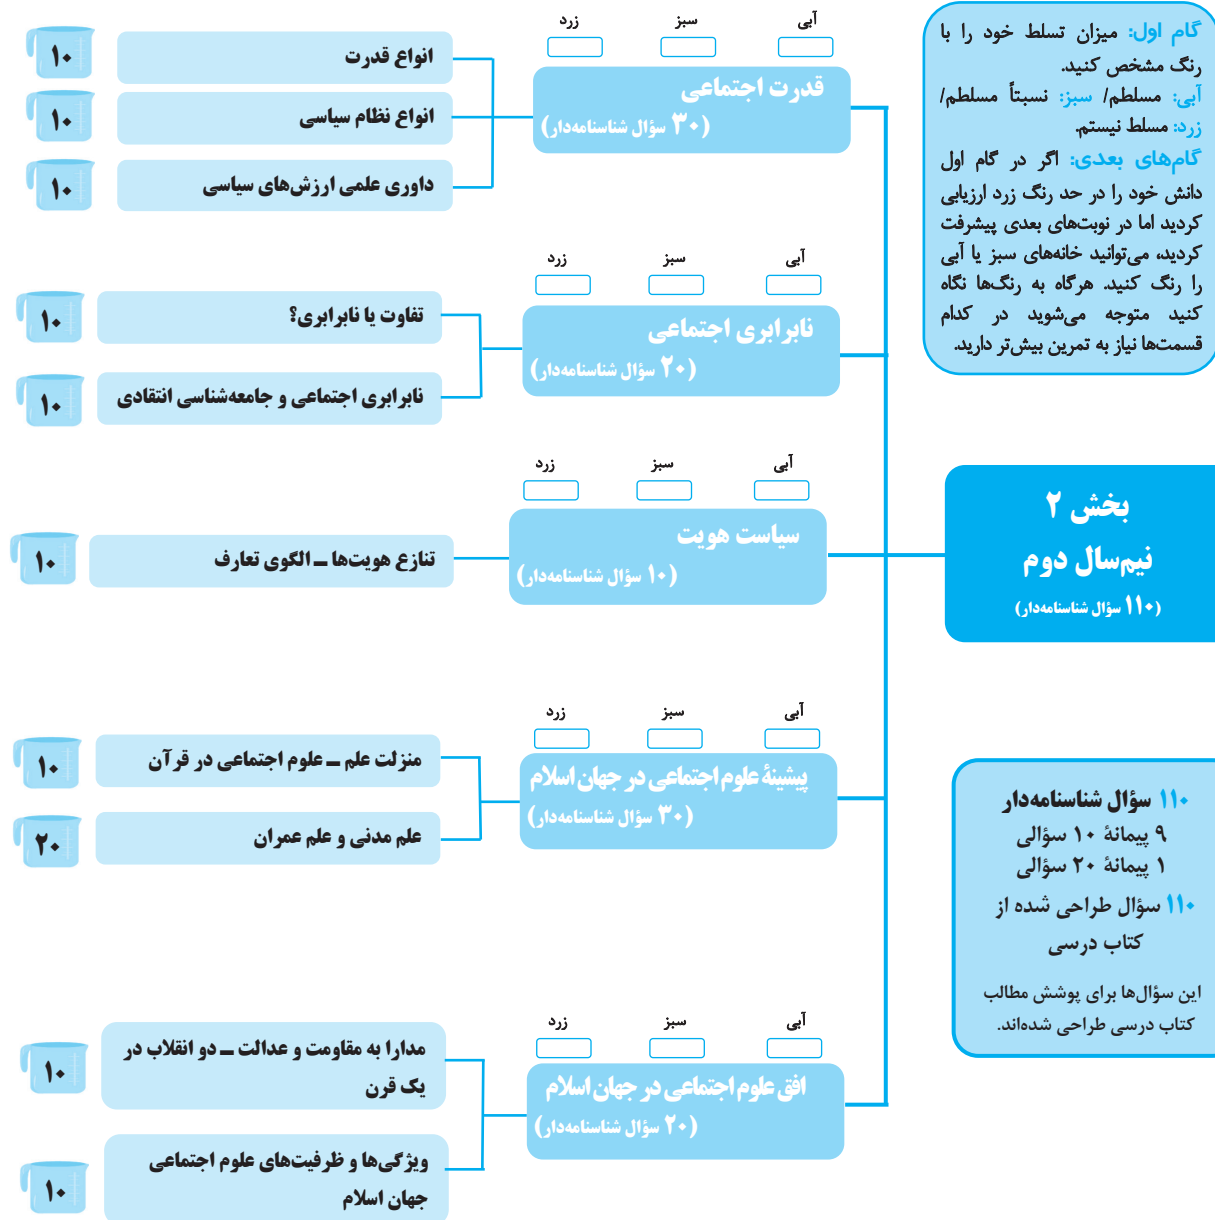 گام اول: میزان تسلط خود را با
رنگ مشخص کنید.
آبی: مسلطم/ سبز: نسبتاً مسلطم/
زرد: مسلط نیستم.
گام‌های بعدی: اگر در گام اول
دانش خود را در حد رنگ زرد ارزیابی
کردید اما در نوبت‌های بعدی پیشرفت
کردید، می‌توانید خانه‌های سبز یا آبی
را رنگ کنید. هرگاه به رنگ‌ها نگاه
کنید متوجه می‌شوید در کدام
قسمت‌ها نیاز به تمرین بیش‌تر دارید.
بخش ۲
نیم‌سال دوم
(۱۱۰ سؤال شناسنامه‌دار)
۱۱۰ سؤال شناسنامه‌دار
۹ پیمانهٔ ۱۰ سؤالی
۱ پیمانهٔ ۲۰ سؤالی
۱۱۰ سؤال طراحی شده از
کتاب درسی
این سؤال‌ها برای پوشش مطالب
کتاب درسی طراحی شده‌اند.
آبی سبز زرد
قدرت اجتماعی
(۳۰ سؤال شناسنامه‌دار)
انواع قدرت
۱۰
انواع نظام سیاسی
۱۰
داوری علمی ارزش‌های سیاسی
۱۰
آبی سبز زرد
نابرابری اجتماعی
(۲۰ سؤال شناسنامه‌دار)
تفاوت یا نابرابری؟
۱۰
نابرابری اجتماعی و جامعه‌شناسی انتقادی
۱۰
آبی سبز زرد
سیاست هویت
(۱۰ سؤال شناسنامه‌دار)
تنازع هویت‌ها ــ الگوی تعارف
۱۰
آبی سبز زرد
پیشینهٔ علوم اجتماعی در جهان اسلام
(۳۰ سؤال شناسنامه‌دار)
منزلت علم ــ علوم اجتماعی در قرآن
۱۰
علم مدنی و علم عمران
۲۰
آبی سبز زرد
افق علوم اجتماعی در جهان اسلام
(۲۰ سؤال شناسنامه‌دار)
مدارا به مقاومت و عدالت ــ دو انقلاب در
یک قرن
۱۰
ویژگی‌ها و ظرفیت‌های علوم اجتماعی
جهان اسلام
۱۰